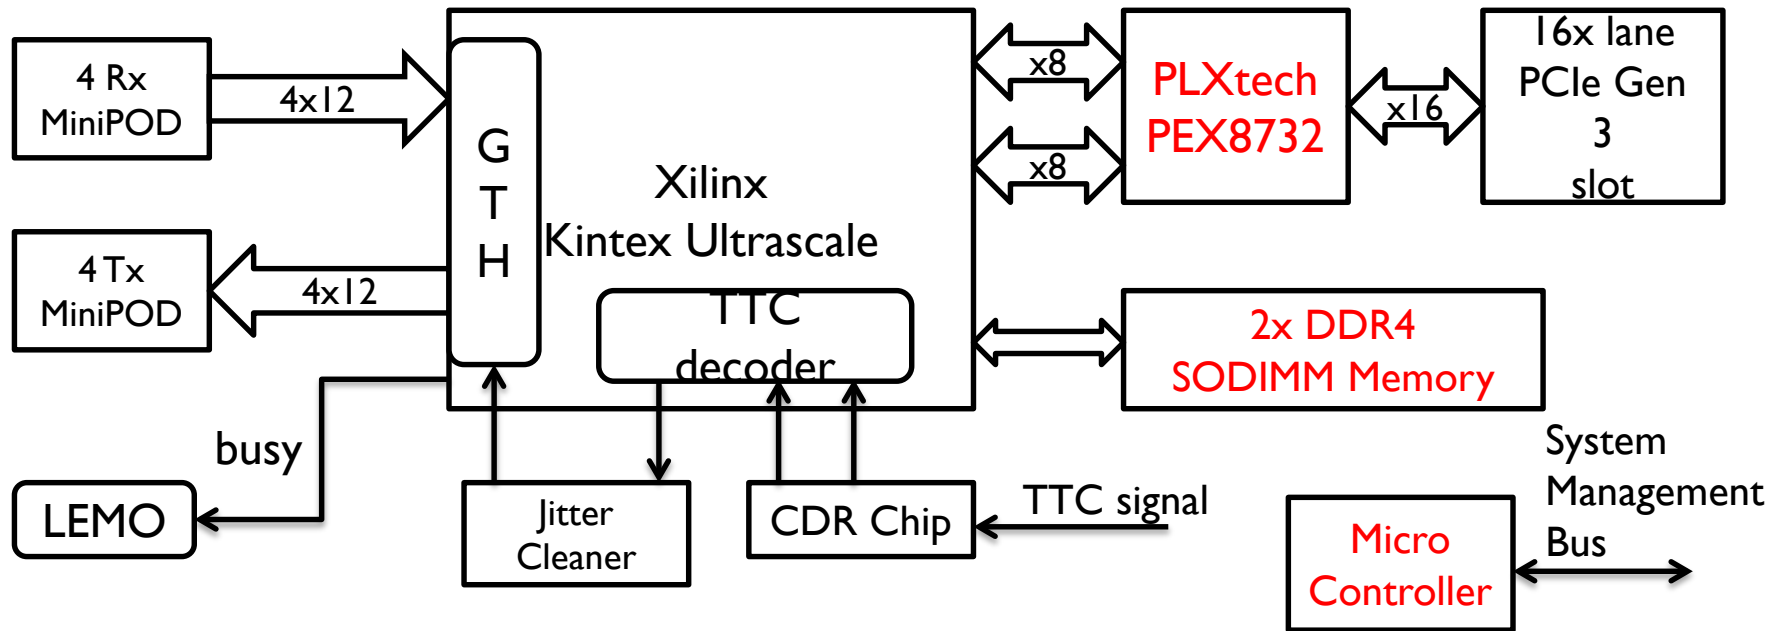 4 Rx
MiniPOD
4x12
G
T
H
Xilinx
Kintex Ultrascale
x8
x8
PLXtech
PEX8732
x16
16x lane
PCIe Gen
3
slot
4 Tx
MiniPOD
4x12
TTC
decoder
2x DDR4
SODIMM Memory
busy
LEMO
Jitter
Cleaner
CDR Chip
TTC signal
Micro
Controller
System
Management
Bus